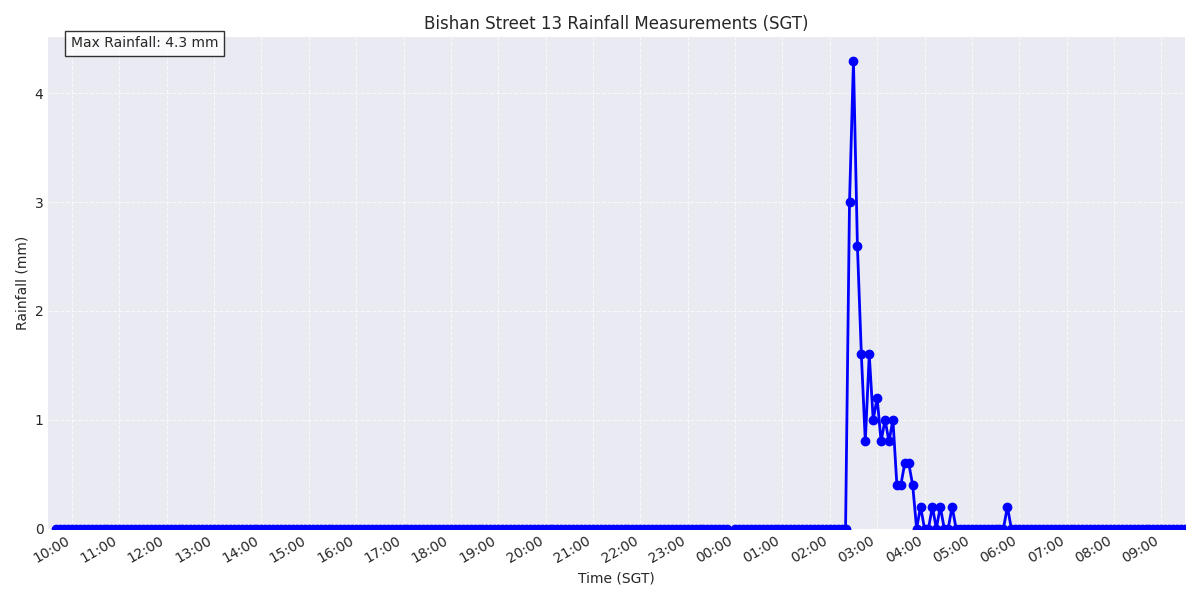 Bishan Street 13 Rainfall Measurements (SGT)
Max Rainfall: 4.3 mm
Rainfall (mm)
4
3
2
1
0
10:00 11:00 12:00 13:00 14:00 15:00 16:00 17:00 18:00 19:00 20:00 21:00 22:00 23:00 00:00 01:00 02:00 03:00 04:00 05:00 06:00 07:00 08:00 09:00
Time (SGT)